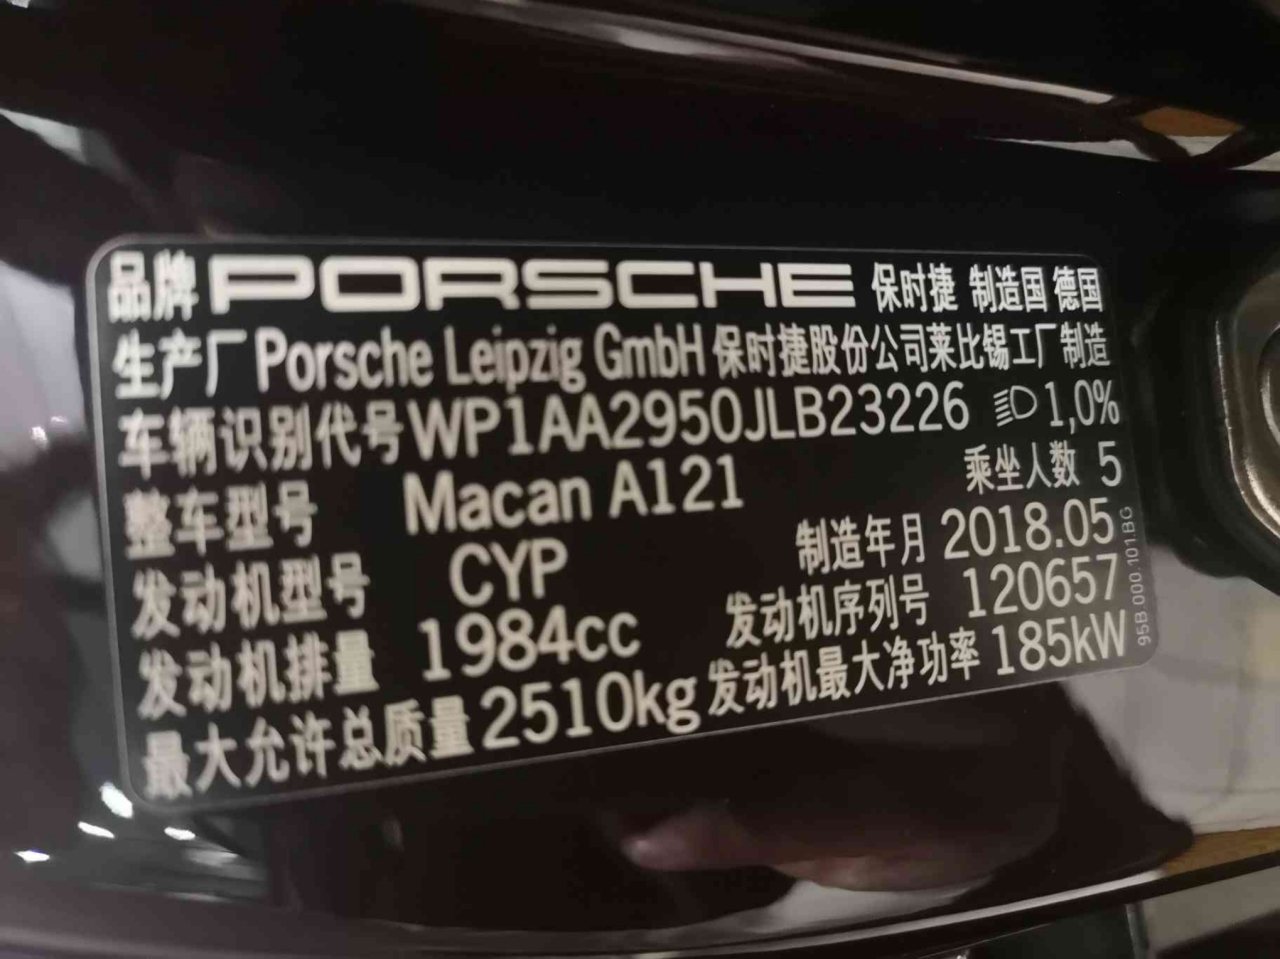 品牌 PORSCHE 保时捷 制造国 德国
生产厂 Porsche Leipzig GmbH 保时捷股份公司莱比锡工厂制造
车辆识别代号 WP1AA2950JLB23226 1,0%
整车型号 Macan A121 乘坐人数 5
发动机型号 CYP 制造年月 2018.05
发动机排量 1984cc 发动机序列号 120657
最大允许总质量 2510kg 发动机最大净功率 185kW
95B.000.101.BG